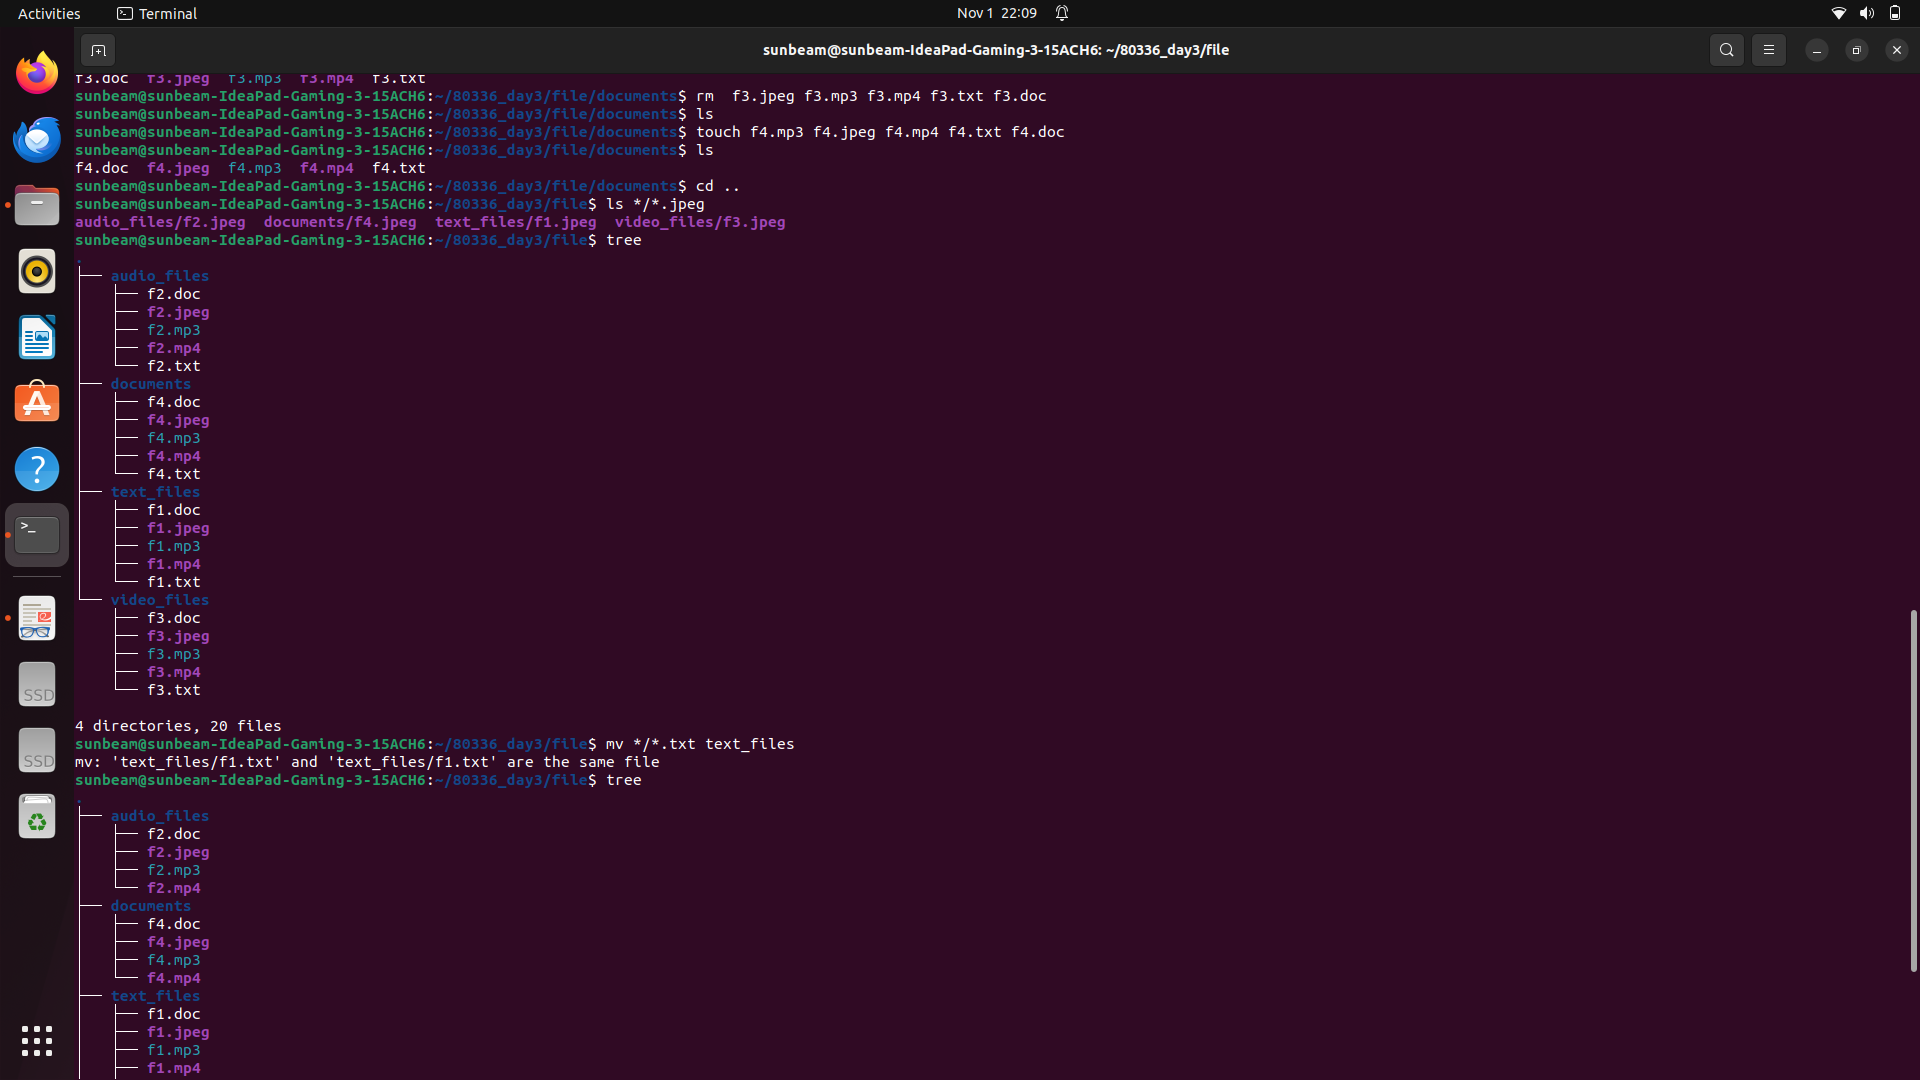 Activities
Terminal
Nov 1 22:09
sunbeam@sunbeam-IdeaPad-Gaming-3-15ACH6: ~/80336_day3/file
f3.doc  f3.jpeg  f3.mp3  f3.mp4  f3.txt
sunbeam@sunbeam-IdeaPad-Gaming-3-15ACH6:~/80336_day3/file/documents$ rm  f3.jpeg f3.mp3 f3.mp4 f3.txt f3.doc
sunbeam@sunbeam-IdeaPad-Gaming-3-15ACH6:~/80336_day3/file/documents$ ls
sunbeam@sunbeam-IdeaPad-Gaming-3-15ACH6:~/80336_day3/file/documents$ touch f4.mp3 f4.jpeg f4.mp4 f4.txt f4.doc
sunbeam@sunbeam-IdeaPad-Gaming-3-15ACH6:~/80336_day3/file/documents$ ls
f4.doc  f4.jpeg  f4.mp3  f4.mp4  f4.txt
sunbeam@sunbeam-IdeaPad-Gaming-3-15ACH6:~/80336_day3/file/documents$ cd ..
sunbeam@sunbeam-IdeaPad-Gaming-3-15ACH6:~/80336_day3/file$ ls */*.jpeg
audio_files/f2.jpeg  documents/f4.jpeg  text_files/f1.jpeg  video_files/f3.jpeg
sunbeam@sunbeam-IdeaPad-Gaming-3-15ACH6:~/80336_day3/file$ tree
.
├── audio_files
│   ├── f2.doc
│   ├── f2.jpeg
│   ├── f2.mp3
│   ├── f2.mp4
│   └── f2.txt
├── documents
│   ├── f4.doc
│   ├── f4.jpeg
│   ├── f4.mp3
│   ├── f4.mp4
│   └── f4.txt
├── text_files
│   ├── f1.doc
│   ├── f1.jpeg
│   ├── f1.mp3
│   ├── f1.mp4
│   └── f1.txt
└── video_files
    ├── f3.doc
    ├── f3.jpeg
    ├── f3.mp3
    ├── f3.mp4
    └── f3.txt
4 directories, 20 files
sunbeam@sunbeam-IdeaPad-Gaming-3-15ACH6:~/80336_day3/file$ mv */*.txt text_files
mv: 'text_files/f1.txt' and 'text_files/f1.txt' are the same file
sunbeam@sunbeam-IdeaPad-Gaming-3-15ACH6:~/80336_day3/file$ tree
.
├── audio_files
│   ├── f2.doc
│   ├── f2.jpeg
│   ├── f2.mp3
│   └── f2.mp4
├── documents
│   ├── f4.doc
│   ├── f4.jpeg
│   ├── f4.mp3
│   └── f4.mp4
├── text_files
│   ├── f1.doc
│   ├── f1.jpeg
│   ├── f1.mp3
│   ├── f1.mp4
SSD
SSD